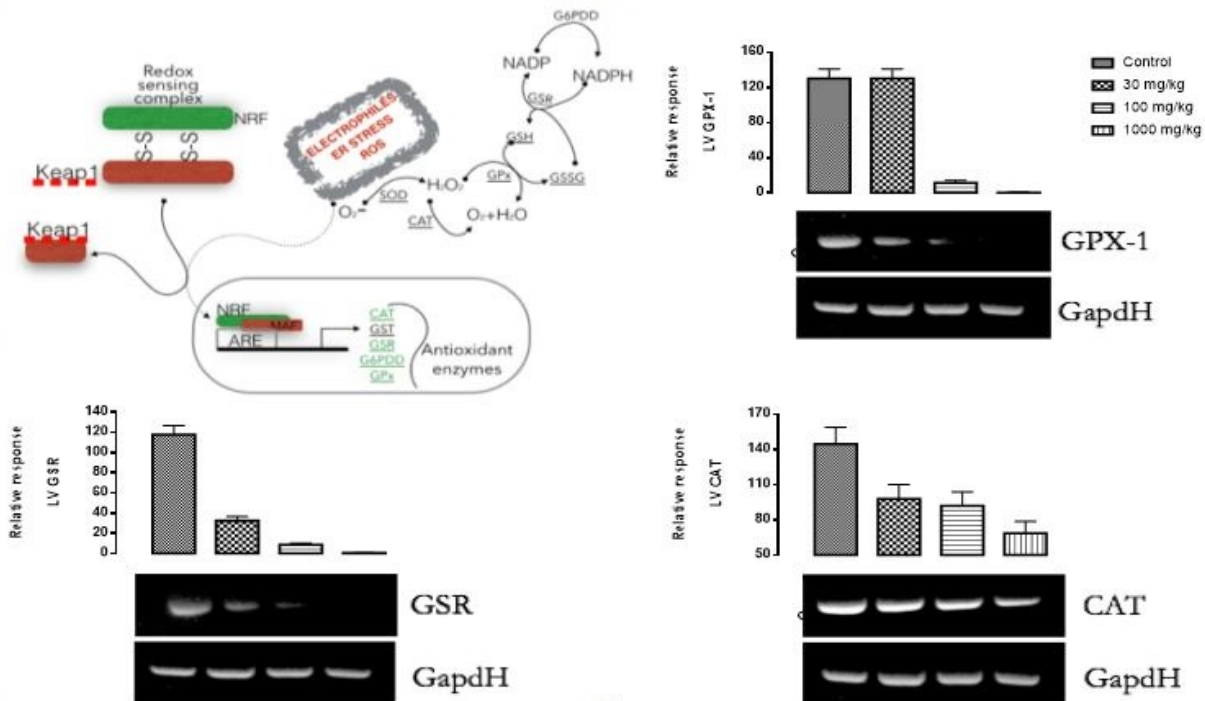 Redox
sensing
complex
NRF
S-S
S-S
Keap1
Keap1
ELECTROPHILES
ER STRESS
ROS
G6PDD
NADP
NADPH
GSR
GSH
GPx
GSSG
H₂O₂
SOD
O₂–
CAT
O₂+H₂O
NRF
MAF
ARE
CAT
GST
GSR
G6PDD
GPx
Antioxidant
enzymes
Relative response
LV GPX-1
160
120
80
40
0
Control
30 mg/kg
100 mg/kg
1000 mg/kg
GPX-1
GapdH
Relative response
LV GSR
140
120
100
80
60
40
20
0
GSR
GapdH
Relative response
LV CAT
170
140
110
80
50
CAT
GapdH